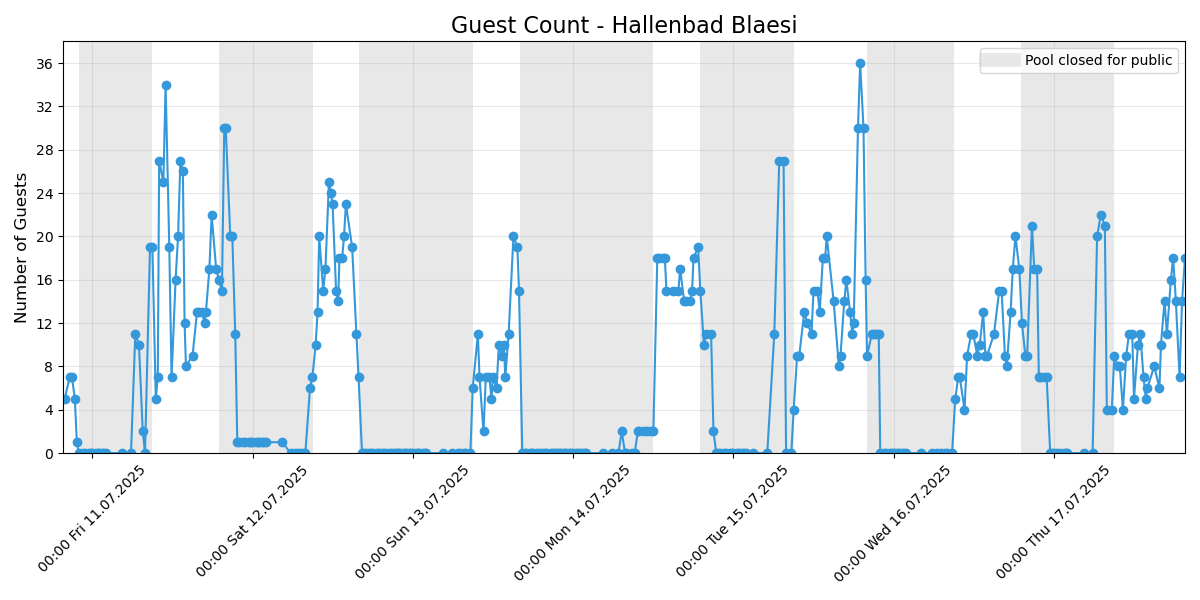 Guest Count - Hallenbad Blaesi
Pool closed for public
Number of Guests
36
32
28
24
20
16
12
8
4
0
00:00 Fri 11.07.2025
00:00 Sat 12.07.2025
00:00 Sun 13.07.2025
00:00 Mon 14.07.2025
00:00 Tue 15.07.2025
00:00 Wed 16.07.2025
00:00 Thu 17.07.2025